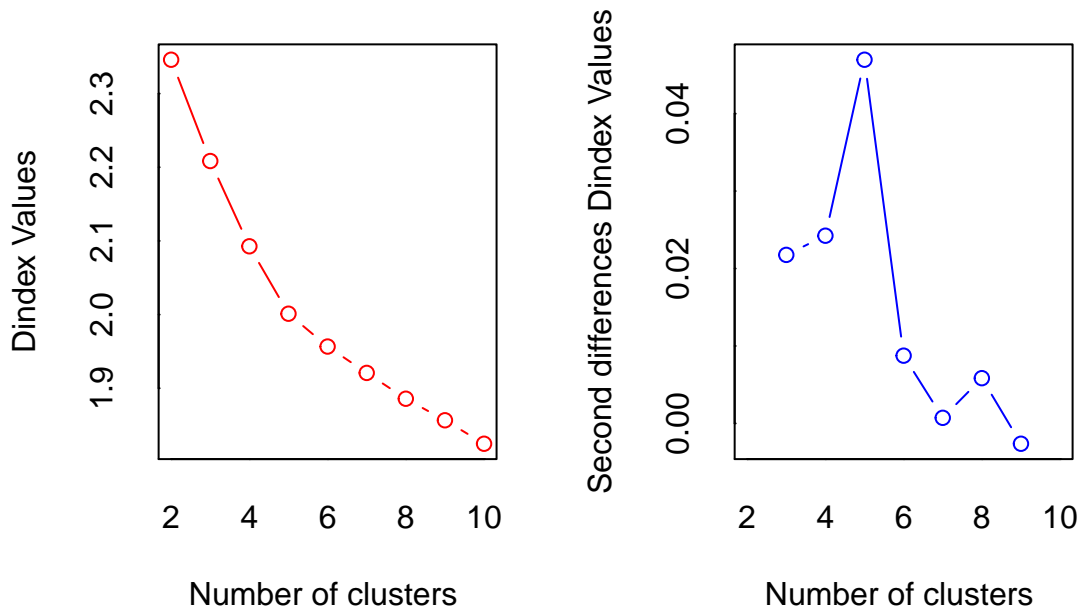 Dindex Values
2.3
2.2
2.1
2.0
1.9
2 4 6 8 10
Number of clusters
Second differences Dindex Values
0.04
0.02
0.00
2 4 6 8 10
Number of clusters